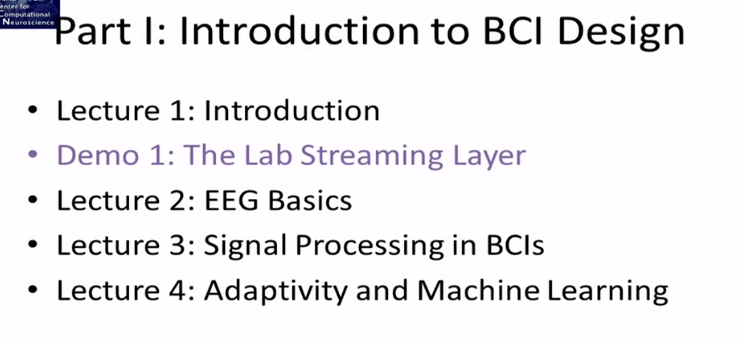 enter for
Computational
Neuroscience
Part I: Introduction to BCI Design
• Lecture 1: Introduction
• Demo 1: The Lab Streaming Layer
• Lecture 2: EEG Basics
• Lecture 3: Signal Processing in BCIs
• Lecture 4: Adaptivity and Machine Learning